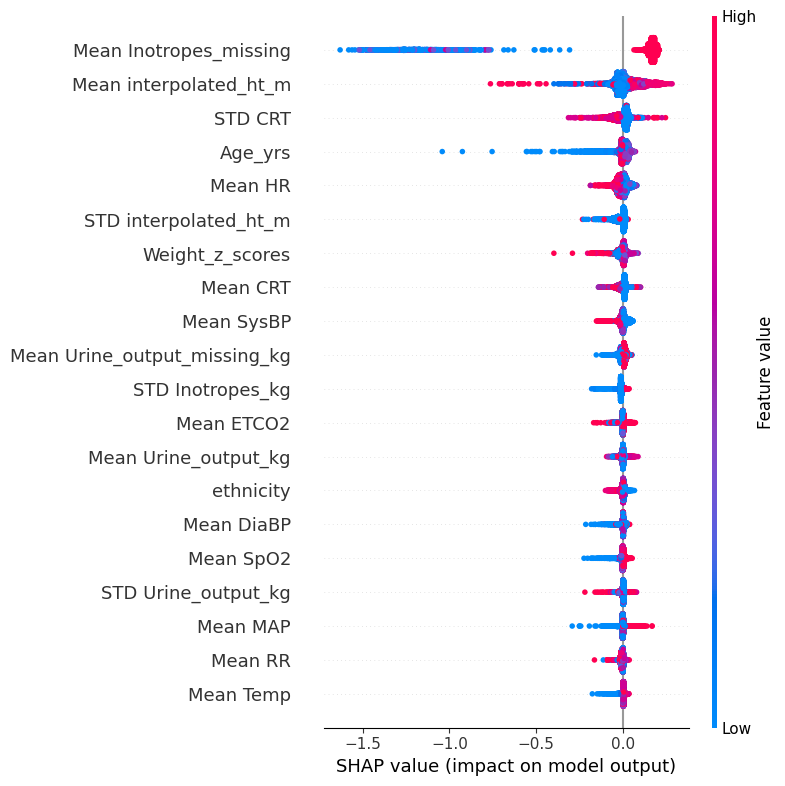 High
Mean Inotropes_missing
Mean interpolated_ht_m
STD CRT
Age_yrs
Mean HR
STD interpolated_ht_m
Weight_z_scores
Mean CRT
Mean SysBP
Mean Urine_output_missing_kg
STD Inotropes_kg
Mean ETCO2
Mean Urine_output_kg
ethnicity
Mean DiaBP
Mean SpO2
STD Urine_output_kg
Mean MAP
Mean RR
Mean Temp
Feature value
Low
−1.5 −1.0 −0.5 0.0
SHAP value (impact on model output)